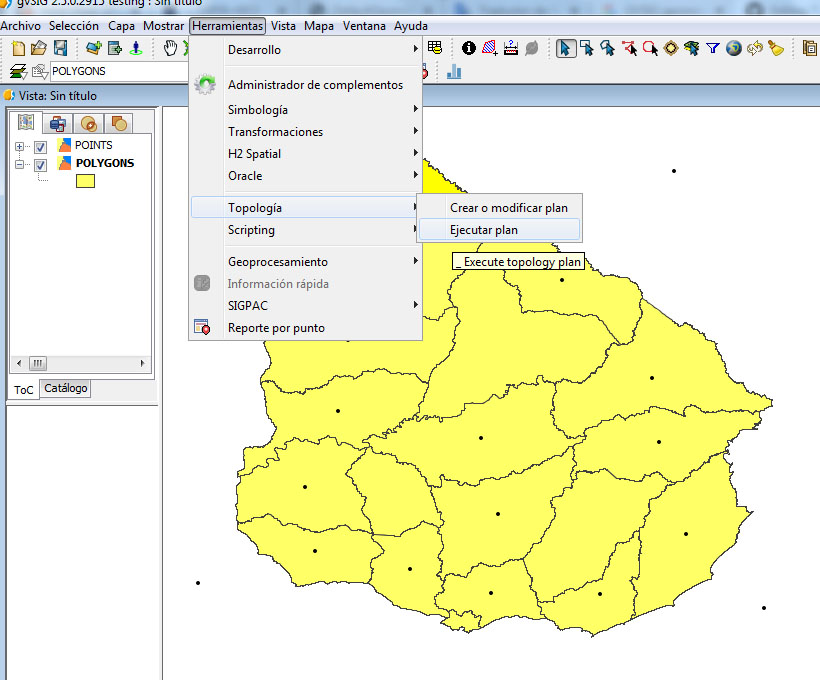 gvSIG 2.5.0.2915 testing : Sin título
Archivo Selección Capa Mostrar Herramientas Vista Mapa Ventana Ayuda
Desarrollo
POLYGONS
Administrador de complementos
Vista: Sin título
Simbología
Transformaciones
POINTS
H2 Spatial
POLYGONS
Oracle
Topología
Crear o modificar plan
Scripting
Ejecutar plan
Geoprocesamiento
_ Execute topology plan
Información rápida
SIGPAC
Reporte por punto
ToC Catálogo